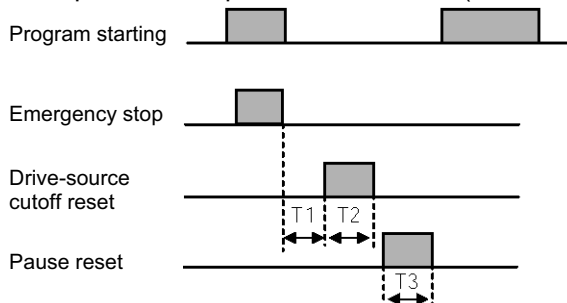 Program starting
Emergency stop
Drive-source
cutoff reset
T1 T2
Pause reset
T3